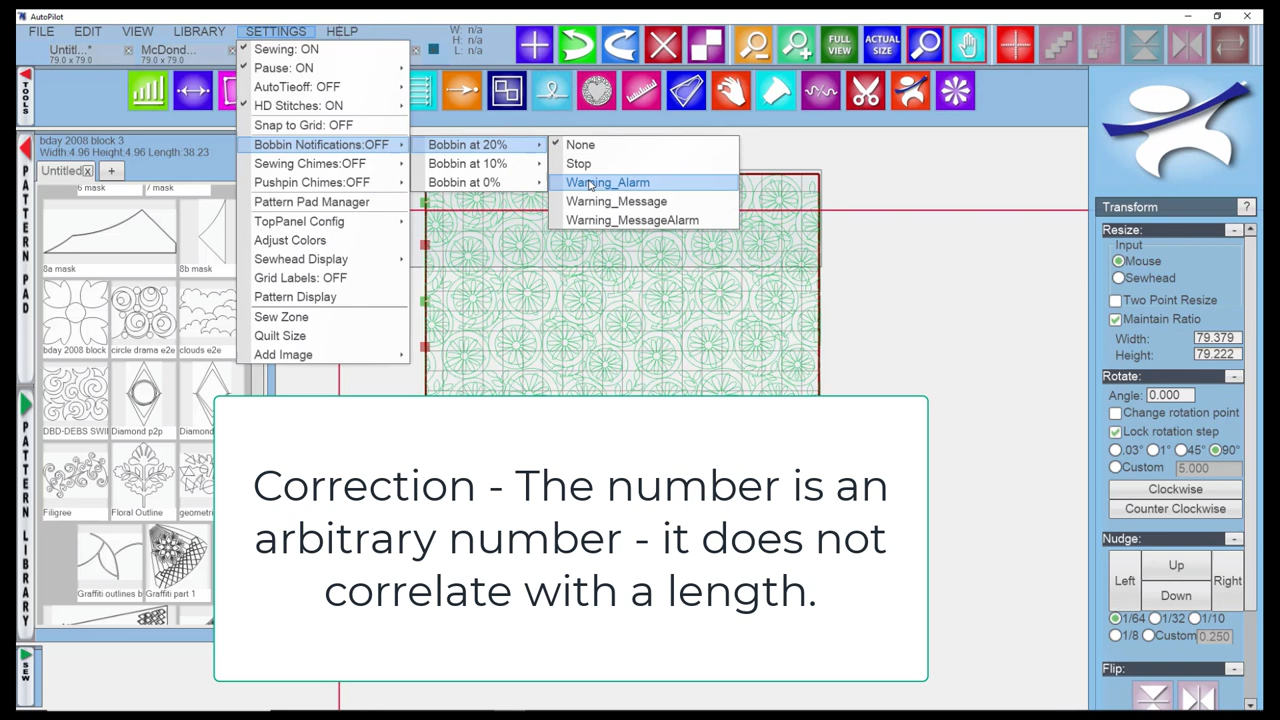 AutoPilot
FILE EDIT VIEW LIBRARY SETTINGS HELP
W: n/a
H: n/a
L: n/a
Untitl...*
79.0 x 79.0
McDond...
79.0 x 79.0
FULL VIEW
ACTUAL SIZE
TOOLS
PATTERN PAD
PATTERN LIBRARY
SEW
bday 2008 block 3
Width:4.96 Height:4.96 Length:38.23
Untitled
6 mask
7 mask
8a mask
8b mask
bday 2008 block
circle drama e2e
clouds e2e
DBD-DEBS SWI
Diamond p2p
Diamond
Filigree
Floral Outline
geometri
Graffiti outlines b
Graffiti part 1
Sewing: ON
Pause: ON
AutoTieoff: OFF
HD Stitches: ON
Snap to Grid: OFF
Bobbin Notifications:OFF
Sewing Chimes:OFF
Pushpin Chimes:OFF
Pattern Pad Manager
TopPanel Config
Adjust Colors
Sewhead Display
Grid Labels: OFF
Pattern Display
Sew Zone
Quilt Size
Add Image
Bobbin at 20%
Bobbin at 10%
Bobbin at 0%
None
Stop
Warning_Alarm
Warning_Message
Warning_MessageAlarm
Correction - The number is an
arbitrary number - it does not
correlate with a length.
Transform ?
Resize:
Input
Mouse
Sewhead
Two Point Resize
Maintain Ratio
Width: 79.379
Height: 79.222
Rotate:
Angle: 0.000
Change rotation point
Lock rotation step
.03° 1° 45° 90°
Custom 5.000
Clockwise
Counter Clockwise
Nudge:
Up
Left Right
Down
1/64 1/32 1/10
1/8 Custom 0.250
Flip: